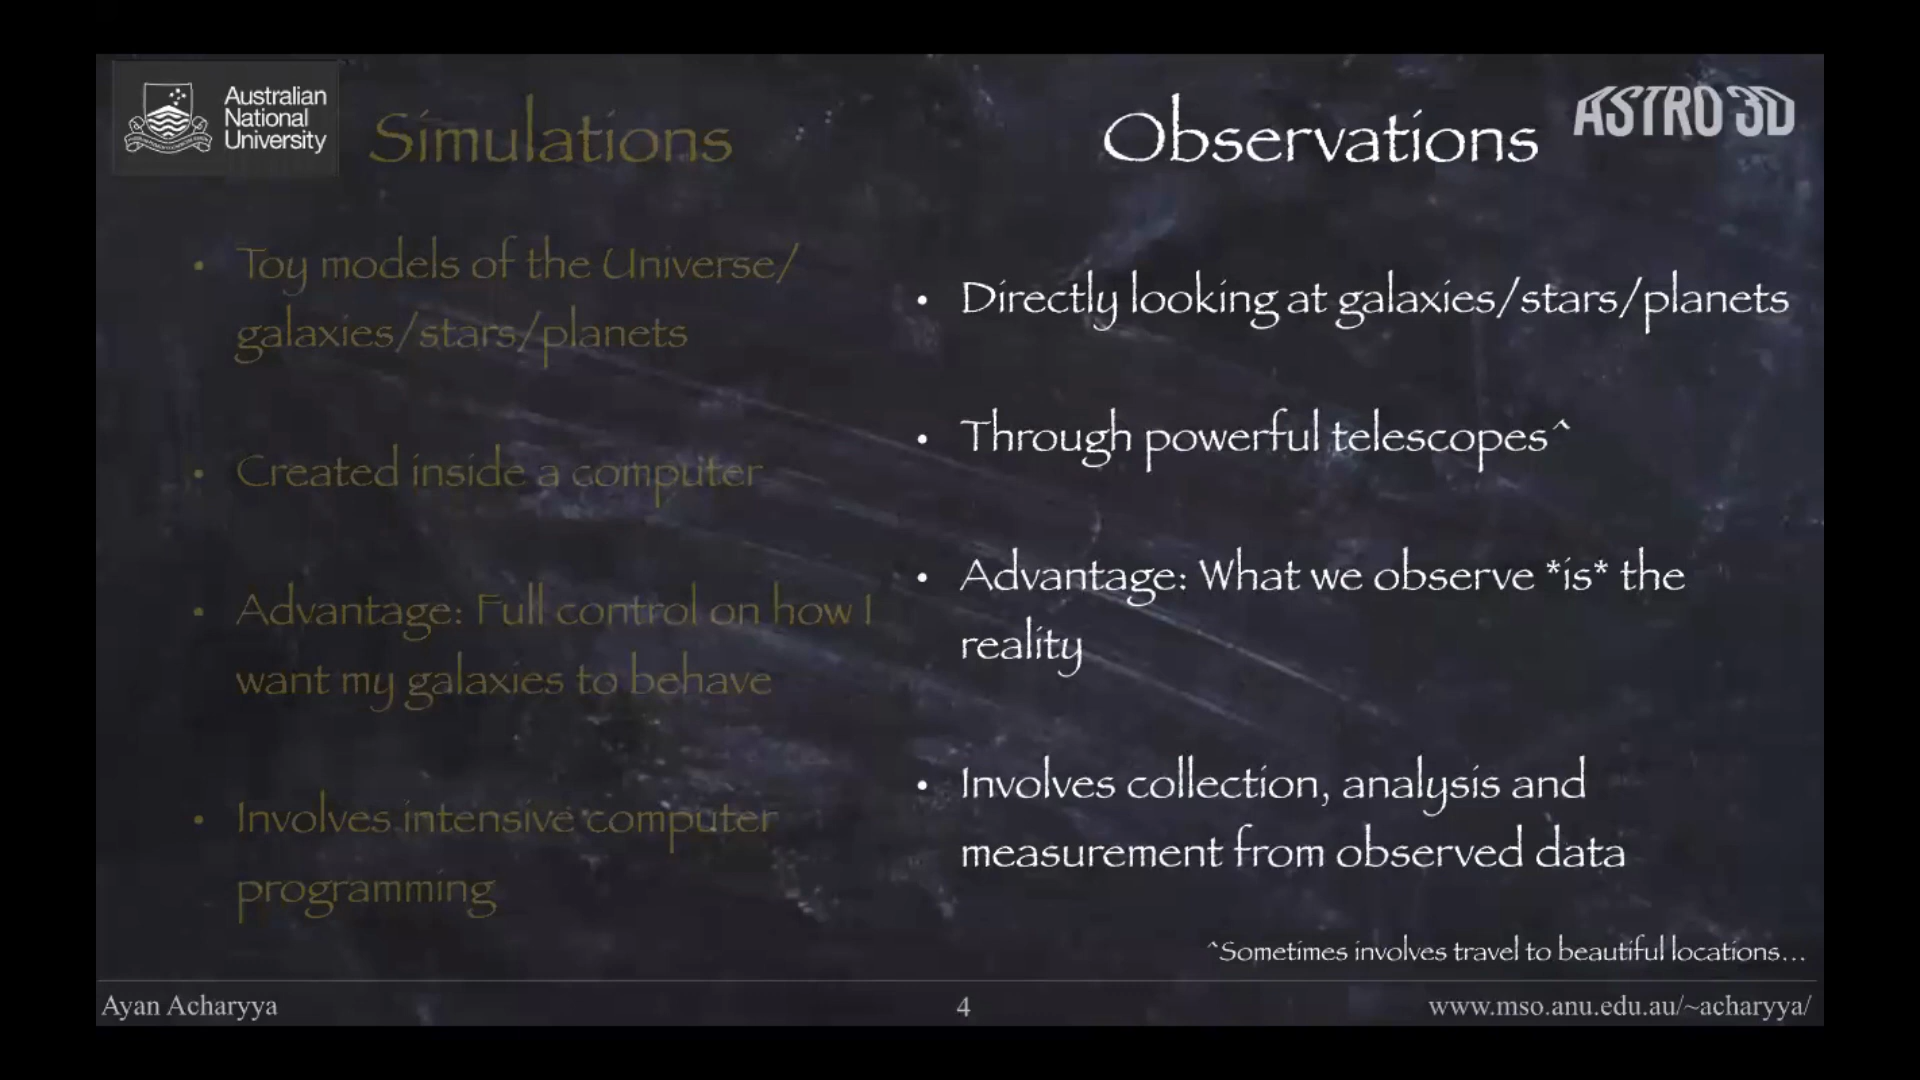 Australian
National
University
Simulations
• Toy models of the Universe/
galaxies/stars/planets
• Created inside a computer
• Advantage: Full control on how I
want my galaxies to behave
• Involves intensive computer
programming
Observations
ASTRO 3D
• Directly looking at galaxies/stars/planets
• Through powerful telescopes^
• Advantage: What we observe *is* the
reality
• Involves collection, analysis and
measurement from observed data
^Sometimes involves travel to beautiful locations...
Ayan Acharyya
4
www.mso.anu.edu.au/~acharyya/